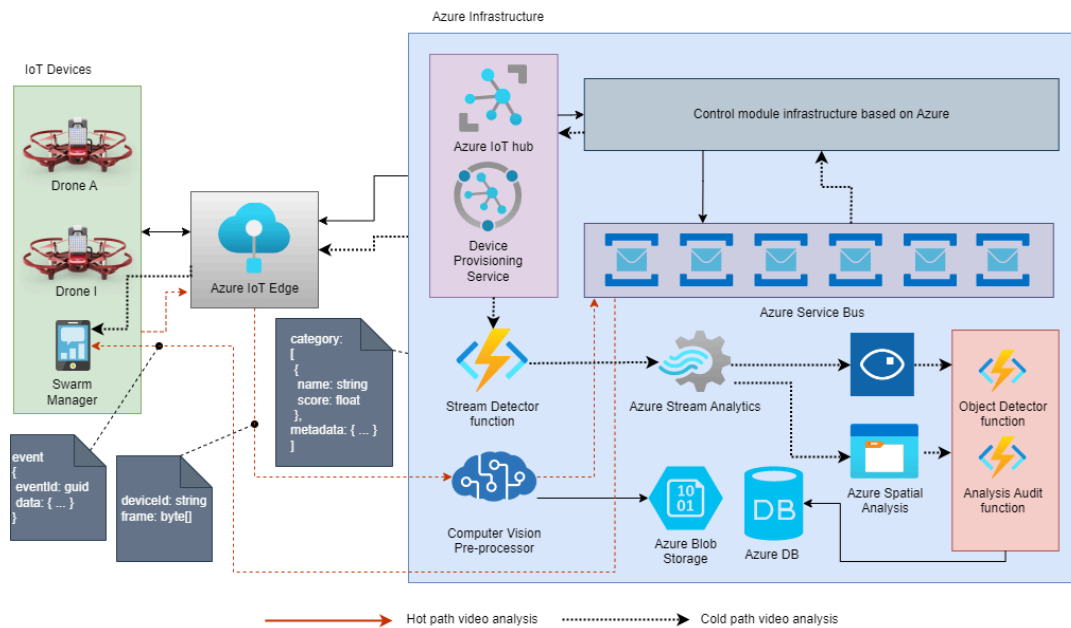 Azure Infrastructure
IoT Devices
Drone A
Drone I
Swarm
Manager
Azure IoT Edge
Azure IoT hub
Device
Provisioning
Service
Control module infrastructure based on Azure
Azure Service Bus
category:
[
{
name: string
score: float
},
metadata: { ... }
]
Stream Detector
function
Azure Stream Analytics
Object Detector
function
Azure Spatial
Analysis
Analysis Audit
function
event
{
eventId: guid
data: { ... }
}
deviceId: string
frame: byte[]
Computer Vision
Pre-processor
10
01
Azure Blob
Storage
DB
Azure DB
Hot path video analysis
Cold path video analysis